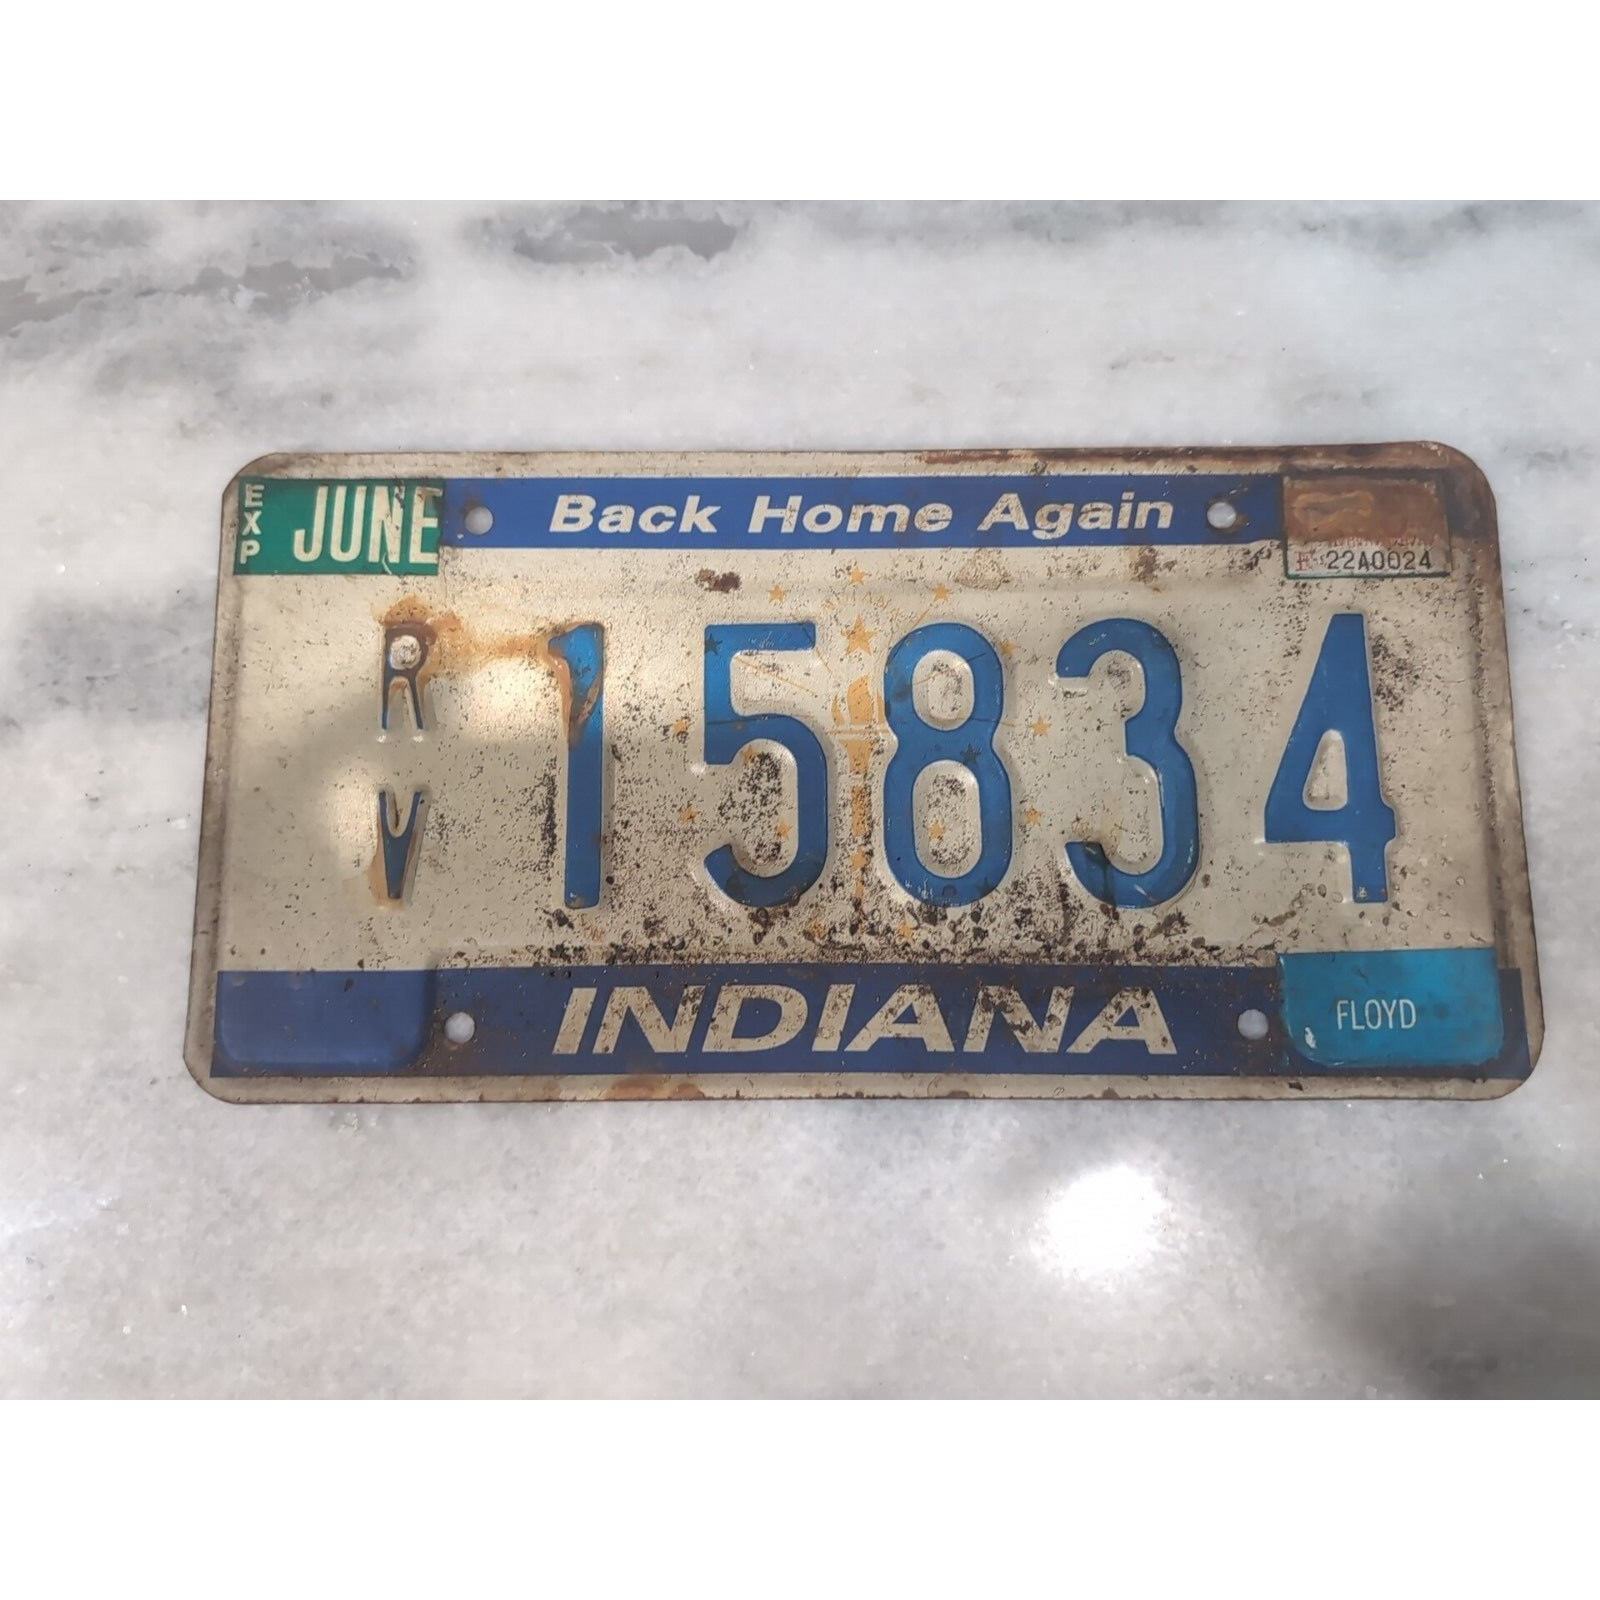 EXP JUNE
Back Home Again
22A0024
RV 15834
INDIANA
FLOYD